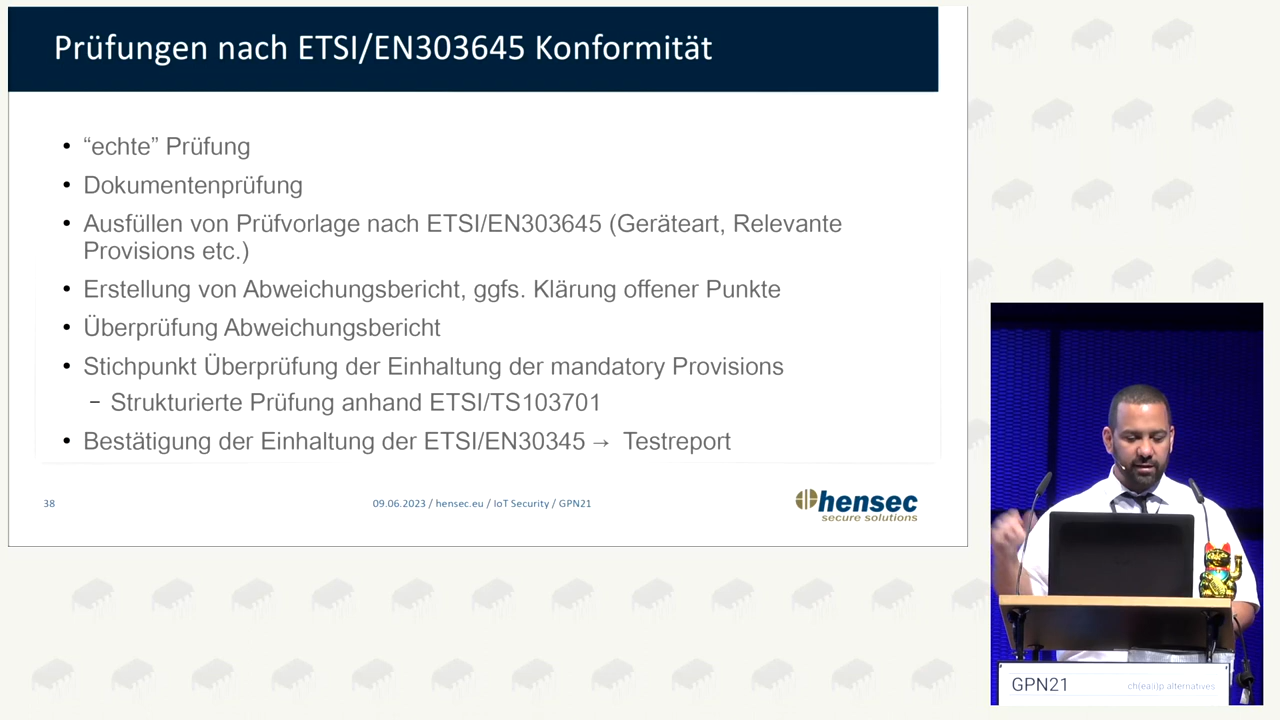 Prüfungen nach ETSI/EN303645 Konformität
• “echte” Prüfung
• Dokumentenprüfung
• Ausfüllen von Prüfvorlage nach ETSI/EN303645 (Geräteart, Relevante
Provisions etc.)
• Erstellung von Abweichungsbericht, ggfs. Klärung offener Punkte
• Überprüfung Abweichungsbericht
• Stichpunkt Überprüfung der Einhaltung der mandatory Provisions
– Strukturierte Prüfung anhand ETSI/TS103701
• Bestätigung der Einhaltung der ETSI/EN30345 → Testreport
38
09.06.2023 / hensec.eu / IoT Security / GPN21
hensec
secure solutions
GPN21
ch(ea)i)p alternatives